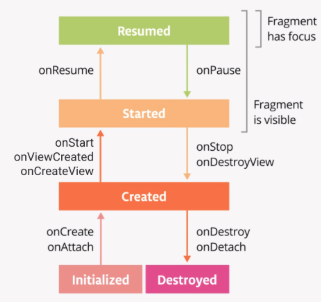 Resumed
Fragment
has focus
onResume
onPause
Started
Fragment
is visible
onStart
onViewCreated
onCreateView
onStop
onDestroyView
Created
onCreate
onAttach
onDestroy
onDetach
Initialized
Destroyed